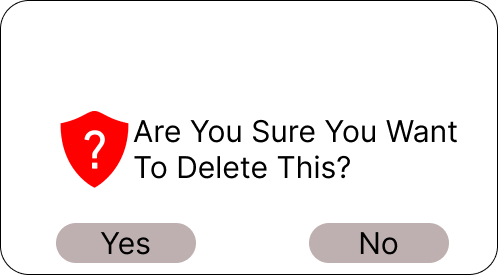 ?
Are You Sure You Want
To Delete This?
Yes
No